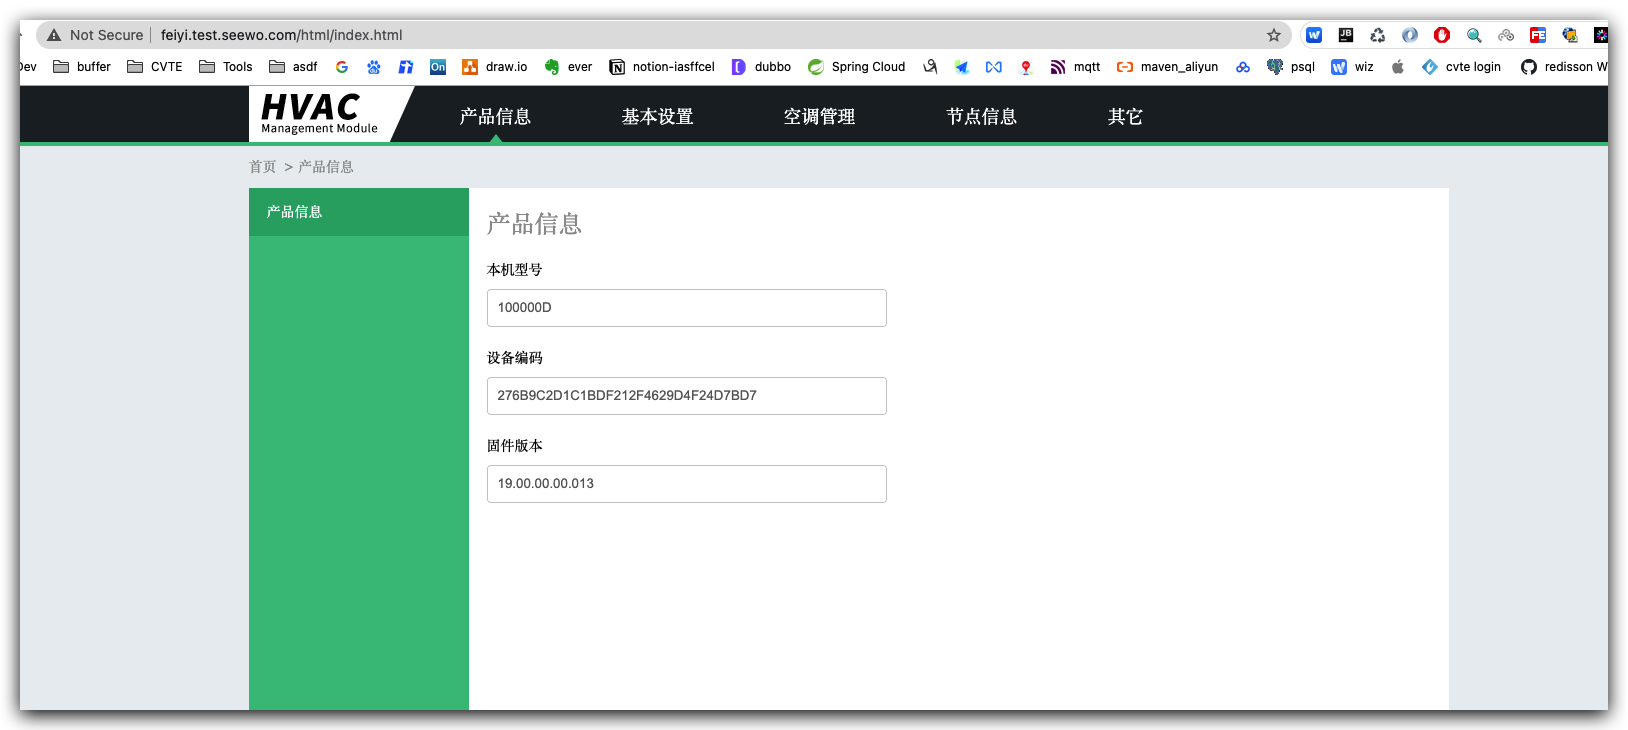 Not Secure feiyi.test.seewo.com/html/index.html
Dev buffer CVTE Tools asdf draw.io ever notion-iasffcel dubbo Spring Cloud mqtt maven_aliyun psql wiz cvte login redisson W
HVAC
Management Module
产品信息 基本设置 空调管理 节点信息 其它
首页 > 产品信息
产品信息
产品信息
本机型号
100000D
设备编码
276B9C2D1C1BDF212F4629D4F24D7BD7
固件版本
19.00.00.00.013